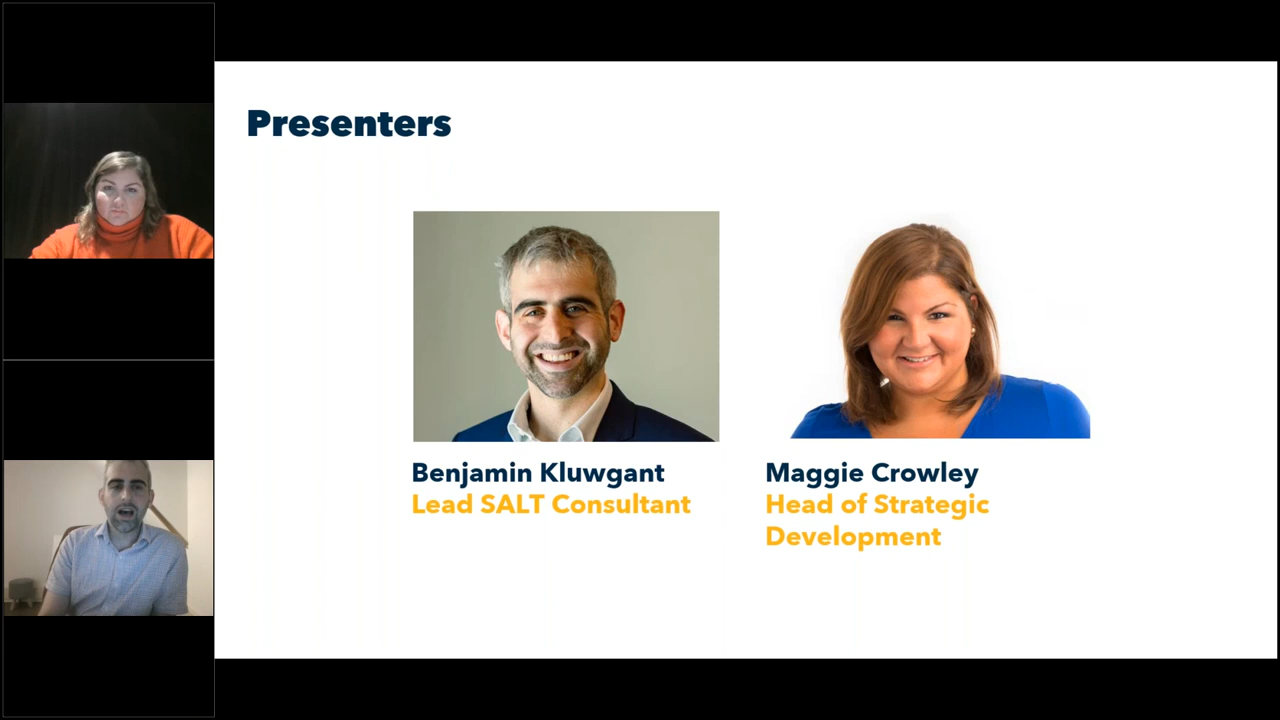 Presenters
Benjamin Kluwgant
Lead SALT Consultant
Maggie Crowley
Head of Strategic
Development